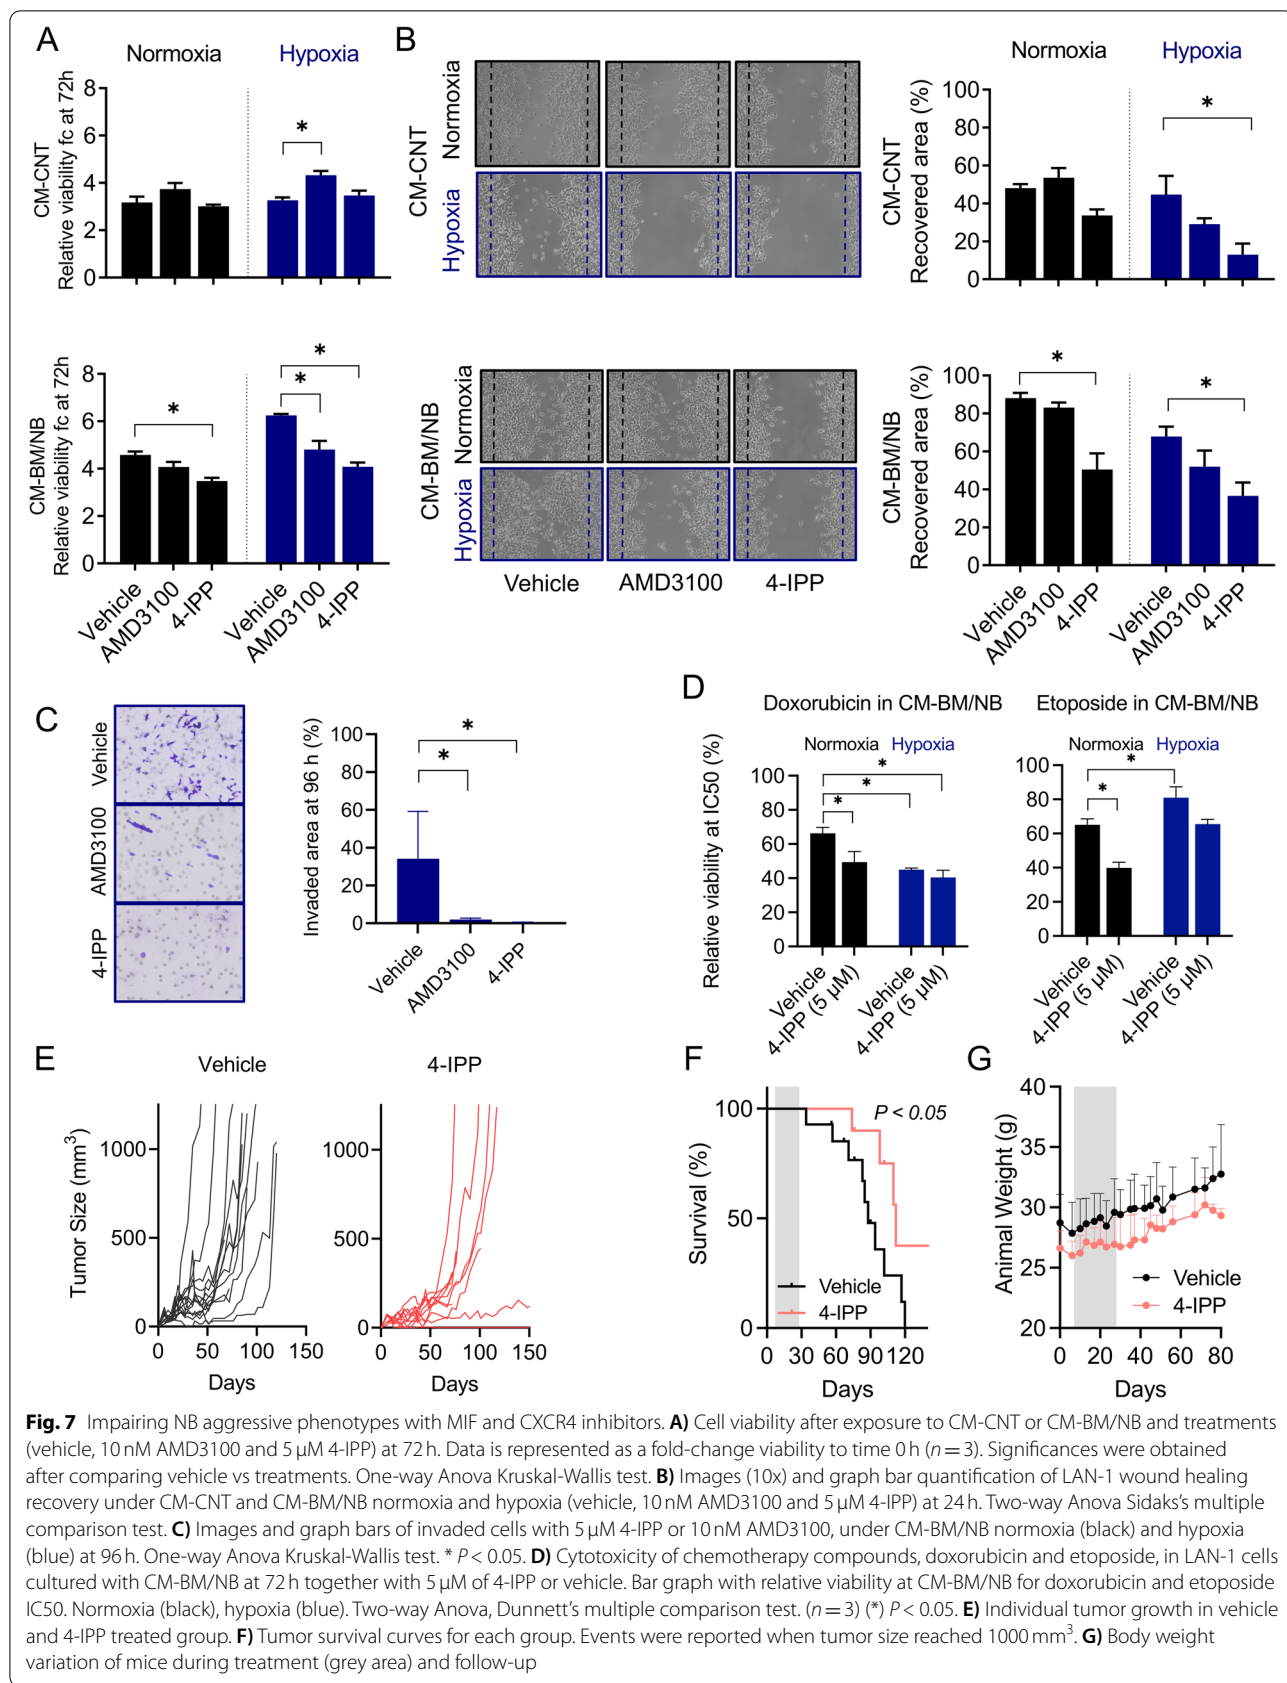 A
Normoxia
Hypoxia
CM-CNT
Relative viability fc at 72h
8
6
4
2
0
*
CM-BM/NB
Relative viability fc at 72h
8
6
4
2
0
*
*
*
Vehicle
AMD3100
4-IPP
Vehicle
AMD3100
4-IPP
B
CM-CNT
Normoxia
Hypoxia
CM-BM/NB
Normoxia
Hypoxia
Vehicle
AMD3100
4-IPP
Normoxia
Hypoxia
CM-CNT
Recovered area (%)
100
80
60
40
20
0
*
CM-BM/NB
Recovered area (%)
100
80
60
40
20
0
*
*
Vehicle
AMD3100
4-IPP
Vehicle
AMD3100
4-IPP
C
Vehicle
AMD3100
4-IPP
Invaded area at 96 h (%)
100
80
60
40
20
0
*
*
Vehicle
AMD3100
4-IPP
D
Doxorubicin in CM-BM/NB
Normoxia
Hypoxia
Relative viability at IC50 (%)
100
80
60
40
20
0
*
*
*
Vehicle
4-IPP (5 µM)
Vehicle
4-IPP (5 µM)
Etoposide in CM-BM/NB
Normoxia
Hypoxia
100
80
60
40
20
0
*
*
Vehicle
4-IPP (5 µM)
Vehicle
4-IPP (5 µM)
E
Vehicle
4-IPP
Tumor Size (mm³)
1000
500
0
0
50
100
150
Days
1000
500
0
0
50
100
150
Days
F
P < 0.05
Survival (%)
100
50
0
Vehicle
4-IPP
0
30
60
90
120
Days
G
Animal Weight (g)
40
35
30
25
20
Vehicle
4-IPP
0
20
40
60
80
Days
Fig. 7 Impairing NB aggressive phenotypes with MIF and CXCR4 inhibitors. A) Cell viability after exposure to CM-CNT or CM-BM/NB and treatments
(vehicle, 10 nM AMD3100 and 5 µM 4-IPP) at 72 h. Data is represented as a fold-change viability to time 0 h (n = 3). Significances were obtained
after comparing vehicle vs treatments. One-way Anova Kruskal-Wallis test. B) Images (10x) and graph bar quantification of LAN-1 wound healing
recovery under CM-CNT and CM-BM/NB normoxia and hypoxia (vehicle, 10 nM AMD3100 and 5 µM 4-IPP) at 24 h. Two-way Anova Sidaks's multiple
comparison test. C) Images and graph bars of invaded cells with 5 µM 4-IPP or 10 nM AMD3100, under CM-BM/NB normoxia (black) and hypoxia
(blue) at 96 h. One-way Anova Kruskal-Wallis test. * P < 0.05. D) Cytotoxicity of chemotherapy compounds, doxorubicin and etoposide, in LAN-1 cells
cultured with CM-BM/NB at 72 h together with 5 µM of 4-IPP or vehicle. Bar graph with relative viability at CM-BM/NB for doxorubicin and etoposide
IC50. Normoxia (black), hypoxia (blue). Two-way Anova, Dunnett's multiple comparison test. (n = 3) (*) P < 0.05. E) Individual tumor growth in vehicle
and 4-IPP treated group. F) Tumor survival curves for each group. Events were reported when tumor size reached 1000 mm³. G) Body weight
variation of mice during treatment (grey area) and follow-up